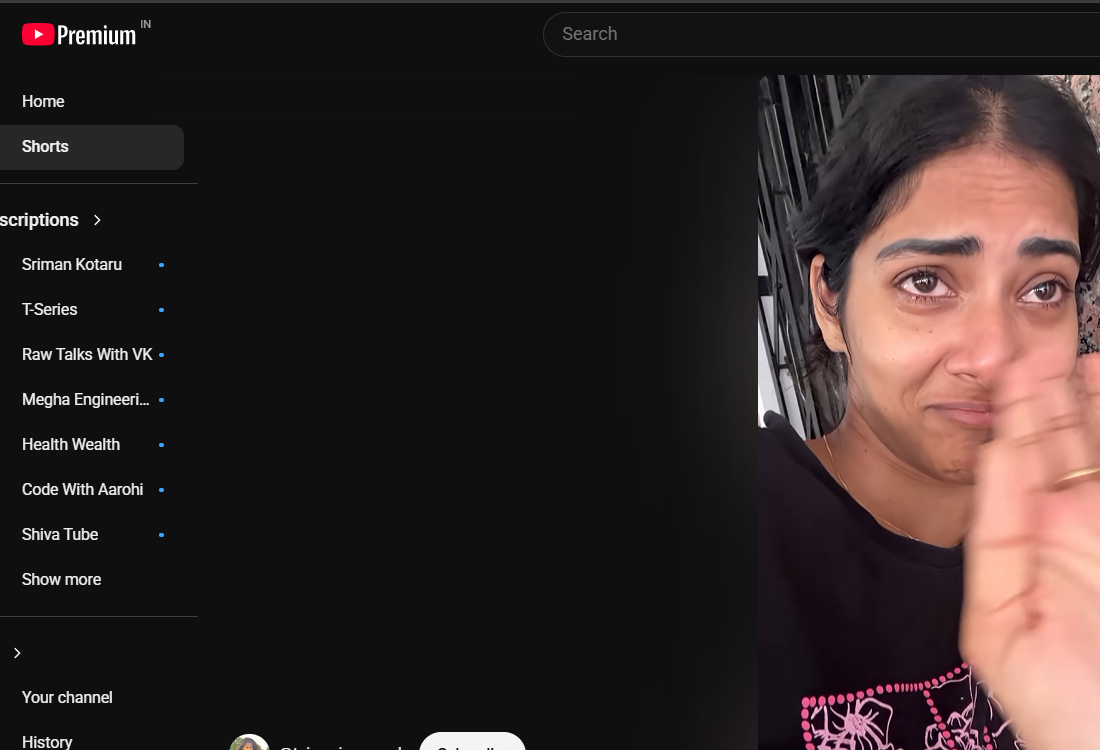 Premium IN
Search
Home
Shorts
scriptions
Sriman Kotaru
T-Series
Raw Talks With VK
Megha Engineeri...
Health Wealth
Code With Aarohi
Shiva Tube
Show more
Your channel
History